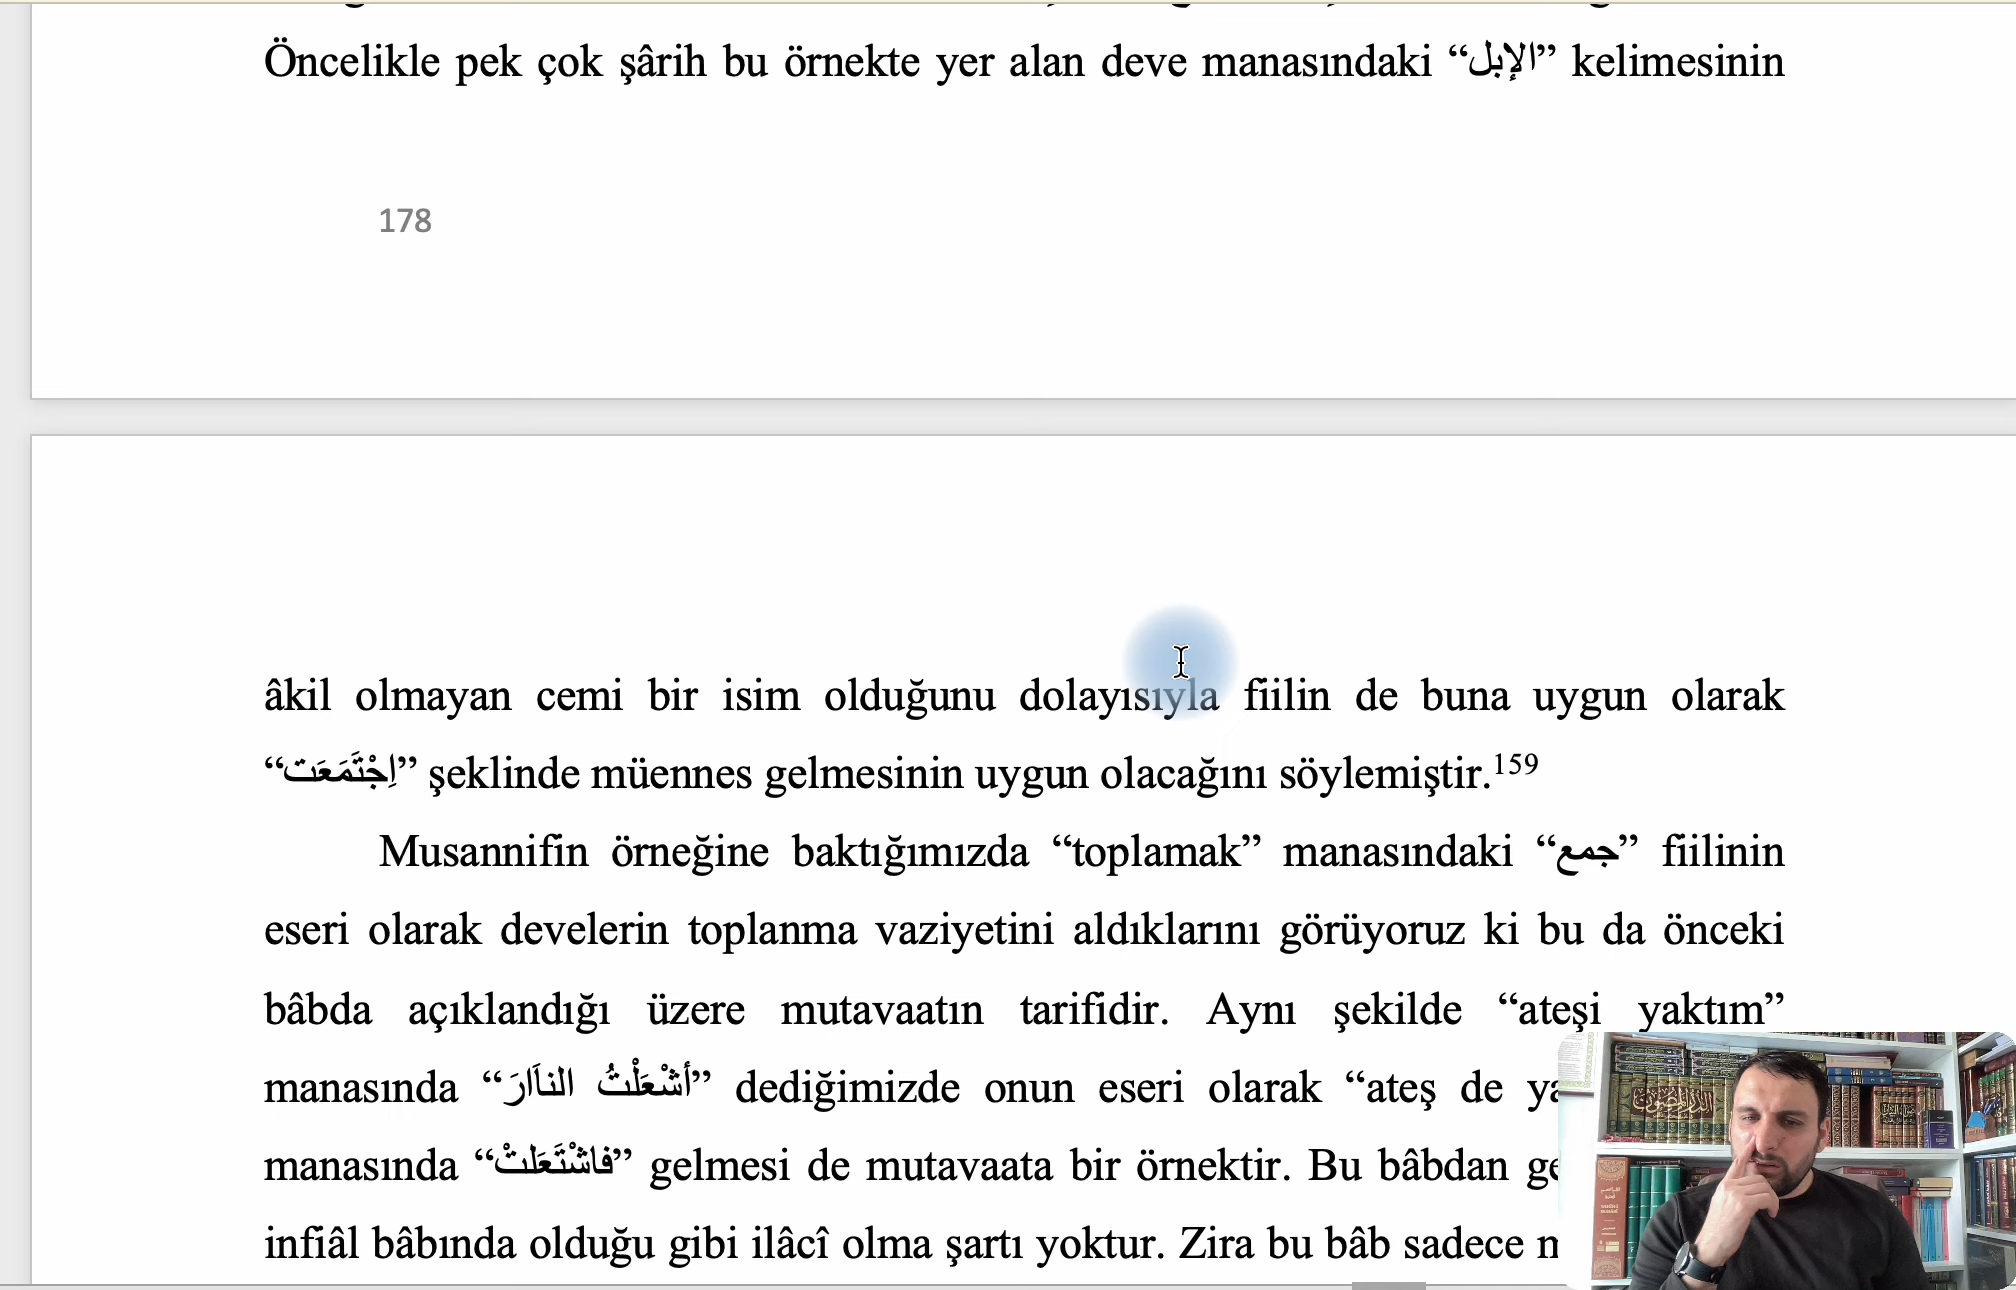 Öncelikle pek çok şârih bu örnekte yer alan deve manasındaki “الإبل” kelimesinin
178
âkil olmayan cemi bir isim olduğunu dolayısıyla fiilin de buna uygun olarak
“اِجْتَمَعَت” şeklinde müennes gelmesinin uygun olacağını söylemiştir.159
Musannifin örneğine baktığımızda “toplamak” manasındaki “جمع” fiilinin
eseri olarak develerin toplanma vaziyetini aldıklarını görüyoruz ki bu da önceki
bâbda açıklandığı üzere mutavaatın tarifidir. Aynı şekilde “ateşi yaktım”
manasında “أشْعَلْتُ الناَارَ” dediğimizde onun eseri olarak “ateş de
manasında “فاشْتَعَلتْ” gelmesi de mutavaata bir örnektir. Bu bâbdan
infiâl bâbında olduğu gibi ilâcî olma şartı yoktur. Zira bu bâb sadece